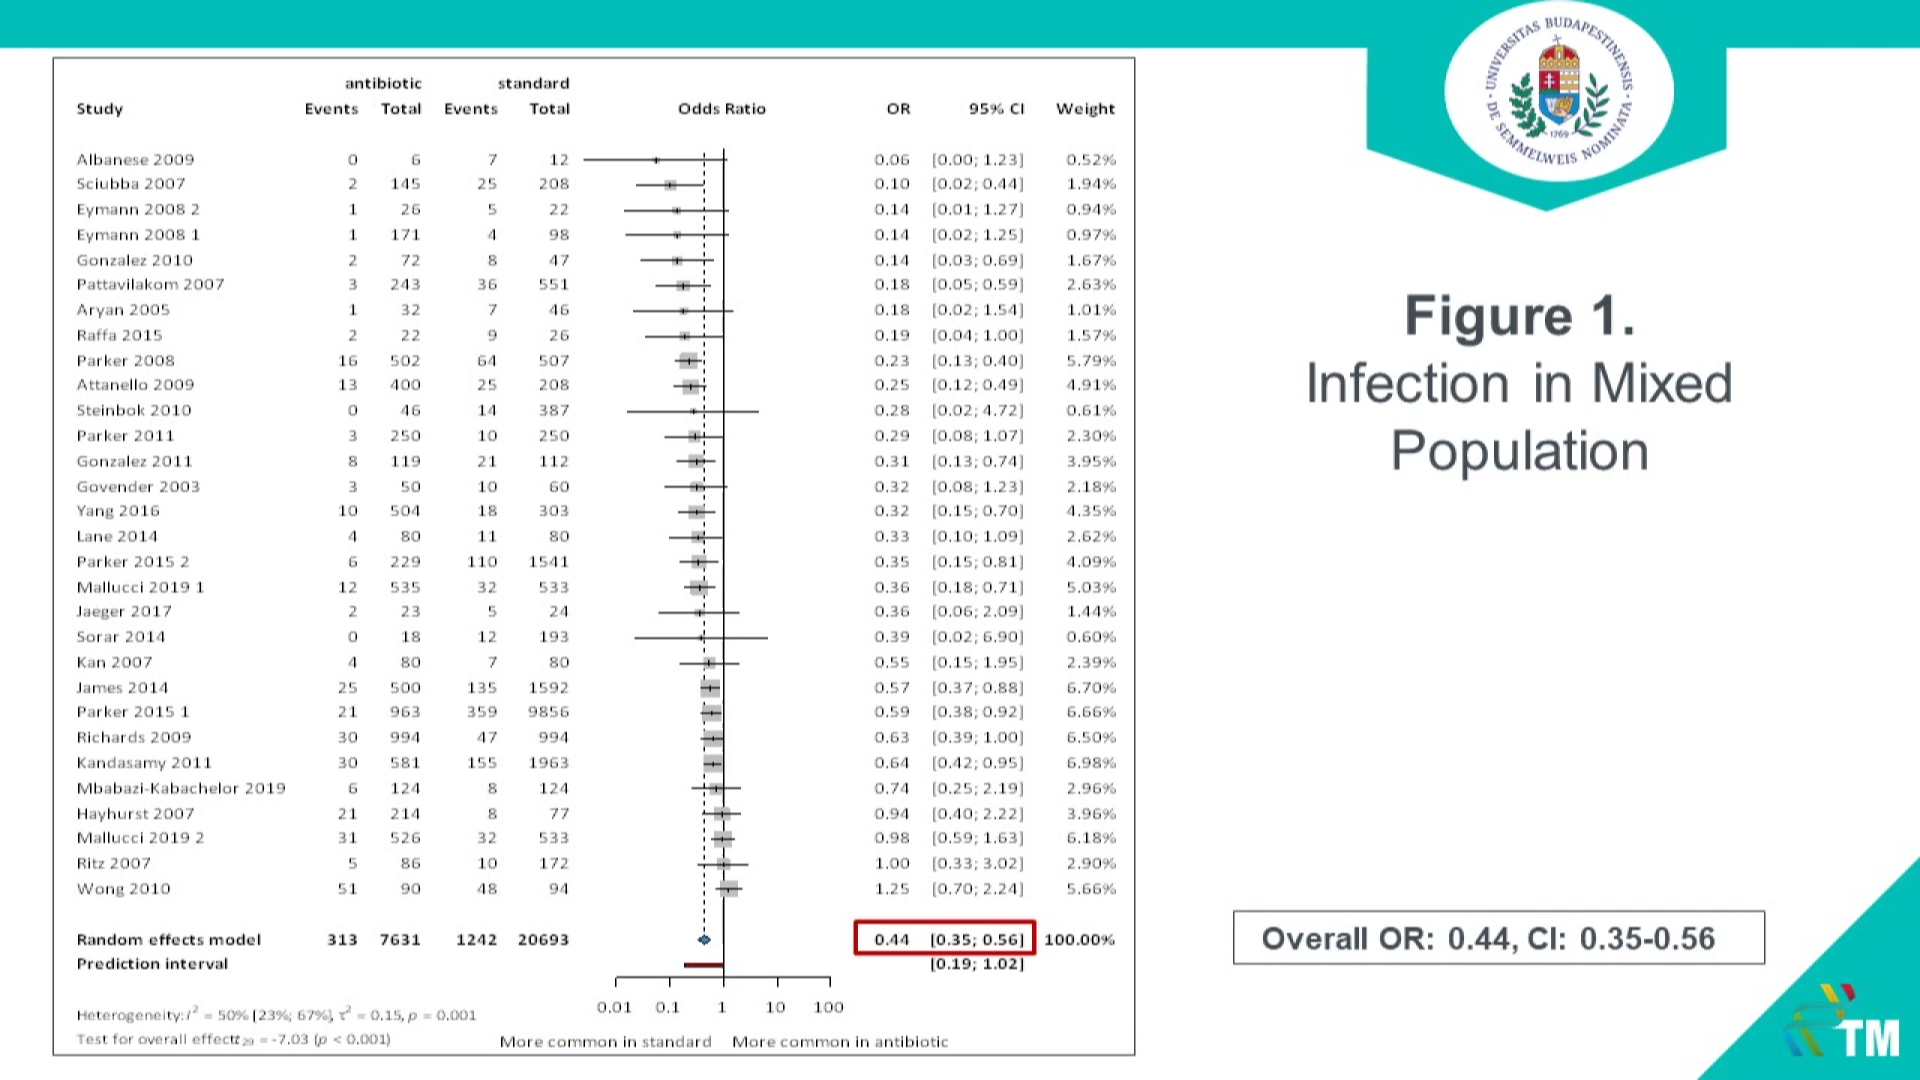 UNIVERSITAS BUDAPESTINENSIS DE SEMMELWEIS NOMINATA
1769
antibiotic standard
Study Events Total Events Total Odds Ratio OR 95% CI Weight
Albanese 2009 0 6 7 12 0.06 [0.00; 1.23] 0.52%
Sciubba 2007 2 145 25 208 0.10 [0.02; 0.44] 1.94%
Eymann 2008 2 1 26 5 22 0.14 [0.01; 1.27] 0.94%
Eymann 2008 1 1 171 4 98 0.14 [0.02; 1.25] 0.97%
Gonzalez 2010 2 72 8 47 0.14 [0.03; 0.69] 1.67%
Pattavilakom 2007 3 243 36 551 0.18 [0.05; 0.59] 2.63%
Aryan 2005 1 32 7 46 0.18 [0.02; 1.54] 1.01%
Raffa 2015 2 22 9 26 0.19 [0.04; 1.00] 1.57%
Parker 2008 16 502 64 507 0.23 [0.13; 0.40] 5.79%
Attanello 2009 13 400 25 208 0.25 [0.12; 0.49] 4.91%
Steinbok 2010 0 46 14 387 0.28 [0.02; 4.72] 0.61%
Parker 2011 3 250 10 250 0.29 [0.08; 1.07] 2.30%
Gonzalez 2011 8 119 21 112 0.31 [0.13; 0.74] 3.95%
Govender 2003 3 50 10 60 0.32 [0.08; 1.23] 2.18%
Yang 2016 10 504 18 303 0.32 [0.15; 0.70] 4.35%
Lane 2014 4 80 11 80 0.33 [0.10; 1.09] 2.62%
Parker 2015 2 6 229 110 1541 0.35 [0.15; 0.81] 4.09%
Mallucci 2019 1 12 535 32 533 0.36 [0.18; 0.71] 5.03%
Jaeger 2017 2 23 5 24 0.36 [0.06; 2.09] 1.44%
Sorar 2014 0 18 12 193 0.39 [0.02; 6.90] 0.60%
Kan 2007 4 80 7 80 0.55 [0.15; 1.95] 2.39%
James 2014 25 500 135 1592 0.57 [0.37; 0.88] 6.70%
Parker 2015 1 21 963 359 9856 0.59 [0.38; 0.92] 6.66%
Richards 2009 30 994 47 994 0.63 [0.39; 1.00] 6.50%
Kandasamy 2011 30 581 155 1963 0.64 [0.42; 0.95] 6.98%
Mbabazi-Kabachelor 2019 6 124 8 124 0.74 [0.25; 2.19] 2.96%
Hayhurst 2007 21 214 8 77 0.94 [0.40; 2.22] 3.96%
Mallucci 2019 2 31 526 32 533 0.98 [0.59; 1.63] 6.18%
Ritz 2007 5 86 10 172 1.00 [0.33; 3.02] 2.90%
Wong 2010 51 90 48 94 1.25 [0.70; 2.24] 5.66%
Random effects model 313 7631 1242 20693 0.44 [0.35; 0.56] 100.00%
Prediction interval [0.19; 1.02]
0.01 0.1 1 10 100
Heterogeneity: I² = 50% [23%; 67%], τ² = 0.15, p = 0.001
Test for overall effect: t₂₉ = -7.03 (p < 0.001)
More common in standard More common in antibiotic
Figure 1.
Infection in Mixed
Population
Overall OR: 0.44, CI: 0.35-0.56
TM